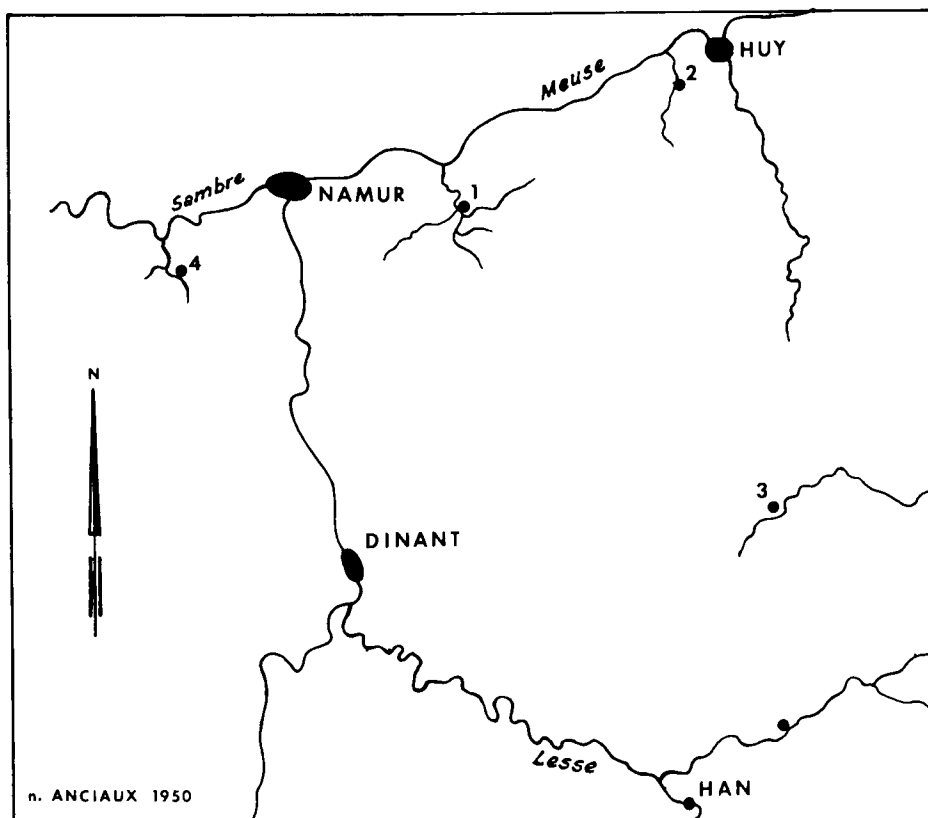 HUY
Meuse
2
Sambre
NAMUR
1
4
N
3
DINANT
Lesse
HAN
n. ANCIAUX 1950